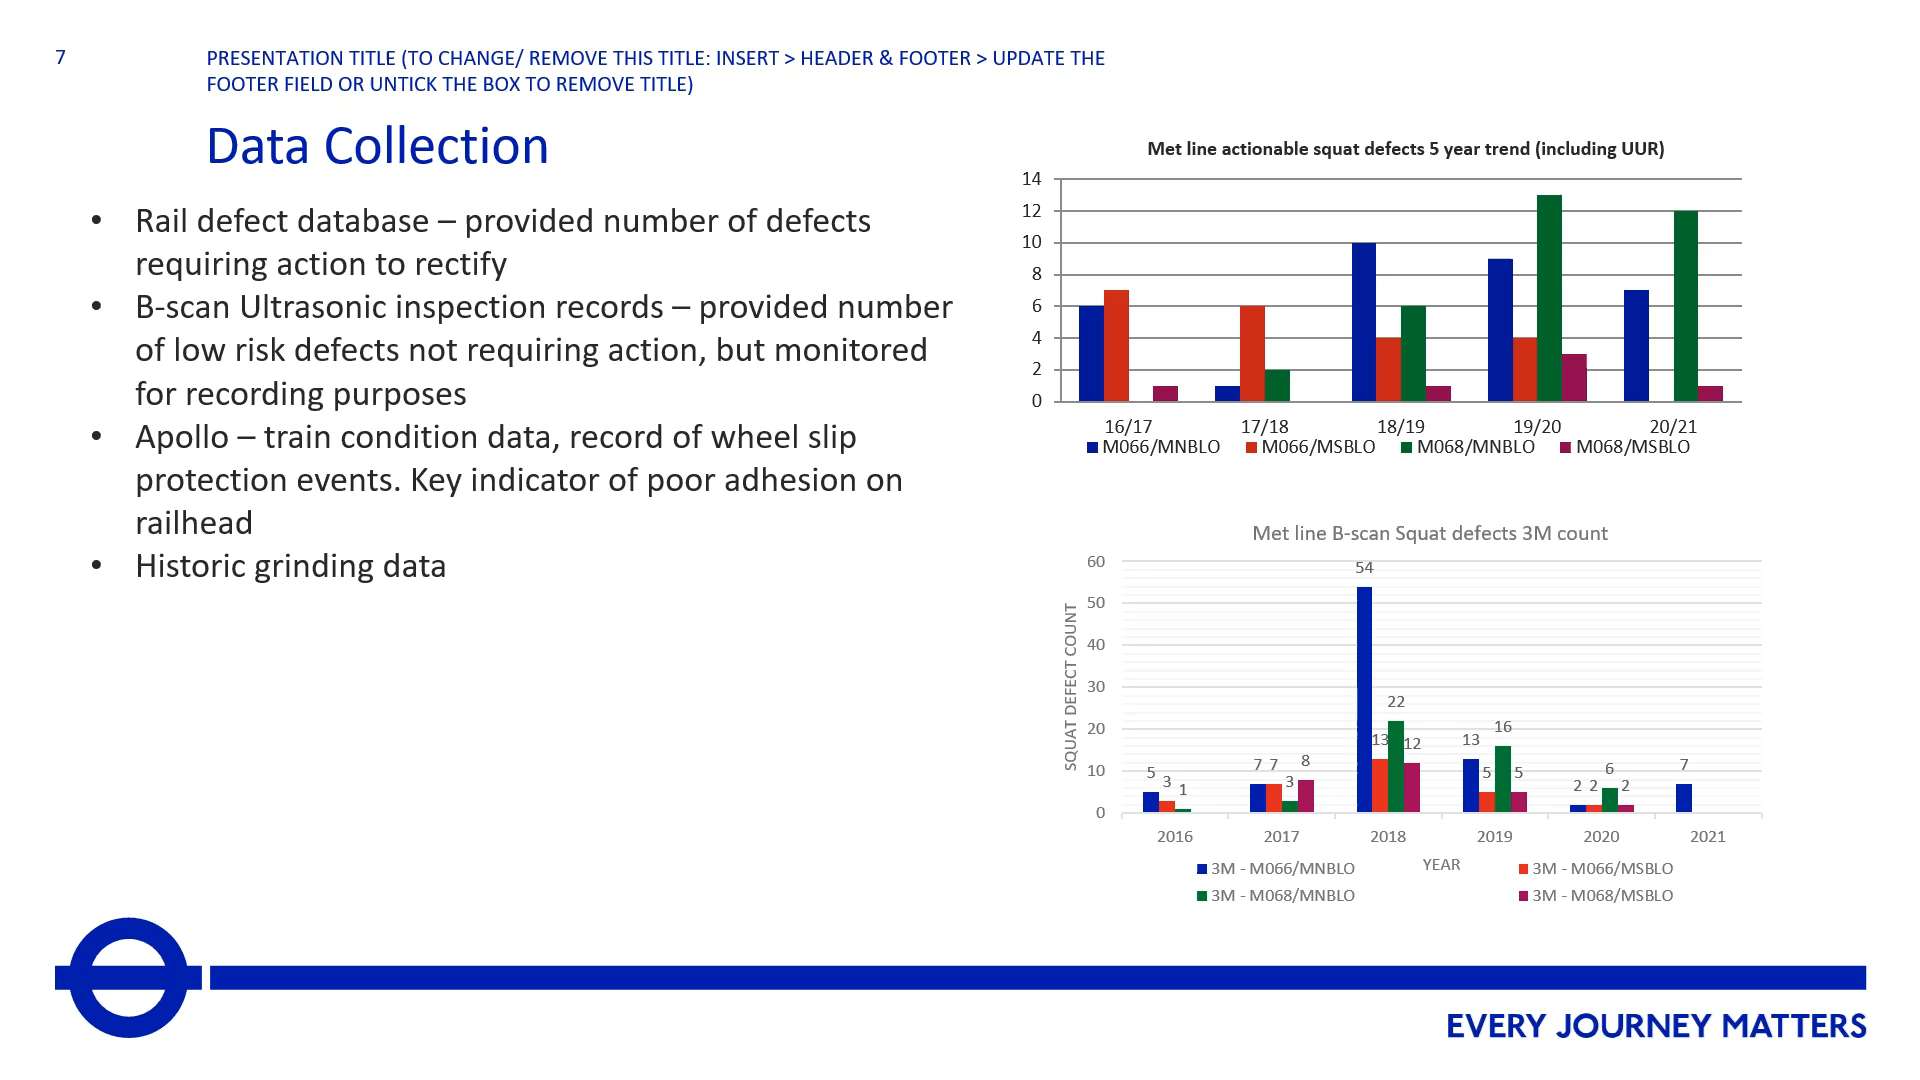 7
PRESENTATION TITLE (TO CHANGE/ REMOVE THIS TITLE: INSERT > HEADER & FOOTER > UPDATE THE
FOOTER FIELD OR UNTICK THE BOX TO REMOVE TITLE)
Data Collection
• Rail defect database – provided number of defects
requiring action to rectify
• B-scan Ultrasonic inspection records – provided number
of low risk defects not requiring action, but monitored
for recording purposes
• Apollo – train condition data, record of wheel slip
protection events. Key indicator of poor adhesion on
railhead
• Historic grinding data
Met line actionable squat defects 5 year trend (including UUR)
14
12
10
8
6
4
2
0
16/17 17/18 18/19 19/20 20/21
M066/MNBLO M066/MSBLO M068/MNBLO M068/MSBLO
Met line B-scan Squat defects 3M count
SQUAT DEFECT COUNT
60
50
40
30
20
10
0
5 3 1
7 7 3 8
54 13 22 12
13 5 16 5
2 2 6 2
7
2016 2017 2018 2019 2020 2021
YEAR
3M - M066/MNBLO 3M - M066/MSBLO
3M - M068/MNBLO 3M - M068/MSBLO
EVERY JOURNEY MATTERS